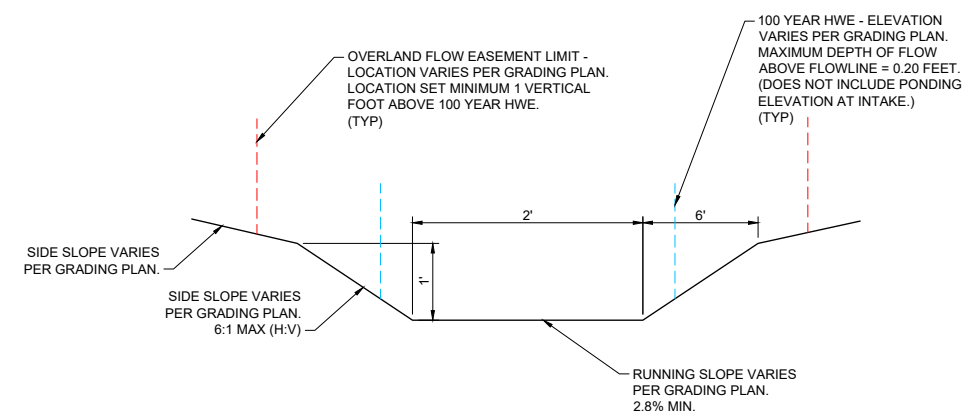 100 YEAR HWE - ELEVATION
VARIES PER GRADING PLAN.
MAXIMUM DEPTH OF FLOW
ABOVE FLOWLINE = 0.20 FEET.
(DOES NOT INCLUDE PONDING
ELEVATION AT INTAKE.)
(TYP)
OVERLAND FLOW EASEMENT LIMIT -
LOCATION VARIES PER GRADING PLAN.
LOCATION SET MINIMUM 1 VERTICAL
FOOT ABOVE 100 YEAR HWE.
(TYP)
2'
6'
SIDE SLOPE VARIES
PER GRADING PLAN.
1'
SIDE SLOPE VARIES
PER GRADING PLAN.
6:1 MAX (H:V)
RUNNING SLOPE VARIES
PER GRADING PLAN.
2.8% MIN.